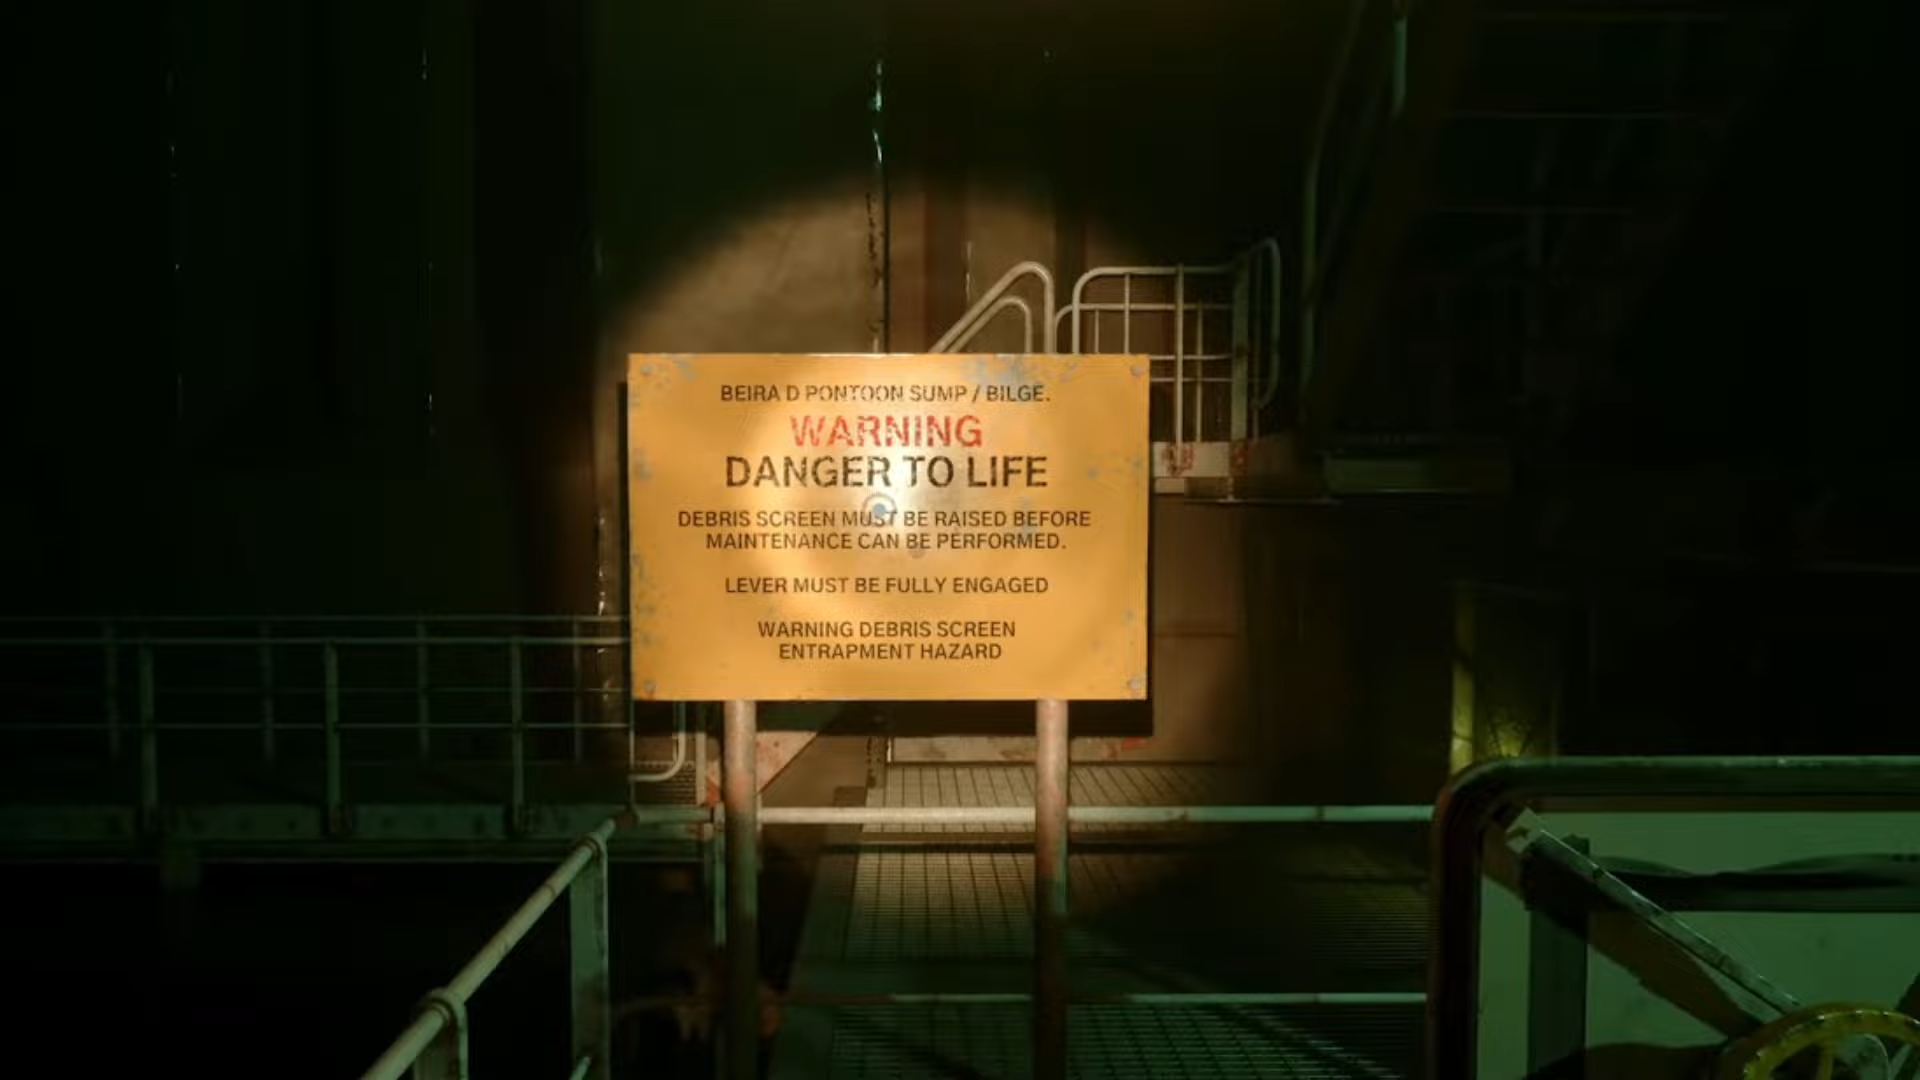 BEIRA D PONTOON SUMP / BILGE.
WARNING
DANGER TO LIFE
DEBRIS SCREEN MUST BE RAISED BEFORE
MAINTENANCE CAN BE PERFORMED.
LEVER MUST BE FULLY ENGAGED
WARNING DEBRIS SCREEN
ENTRAPMENT HAZARD